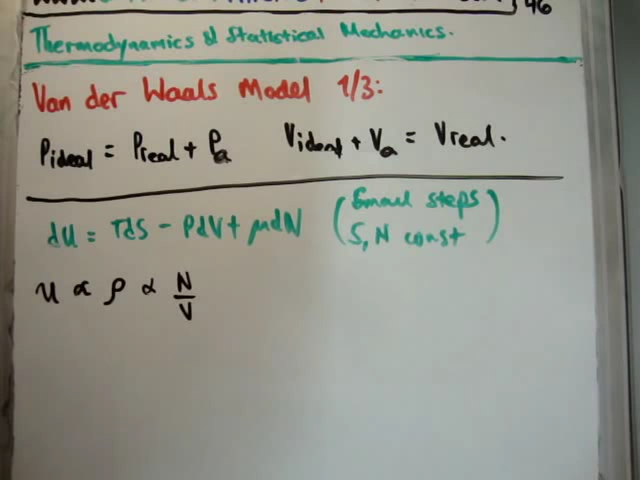 46
Thermodynamics & Statistical Mechanics.
Van der Waals Model 1/3:
Pideal = Preal + Pa Videal + Va = Vreal.
dU = TdS - PdV + μdN (Small steps
S, N const)
u ∝ ρ ∝ N/V